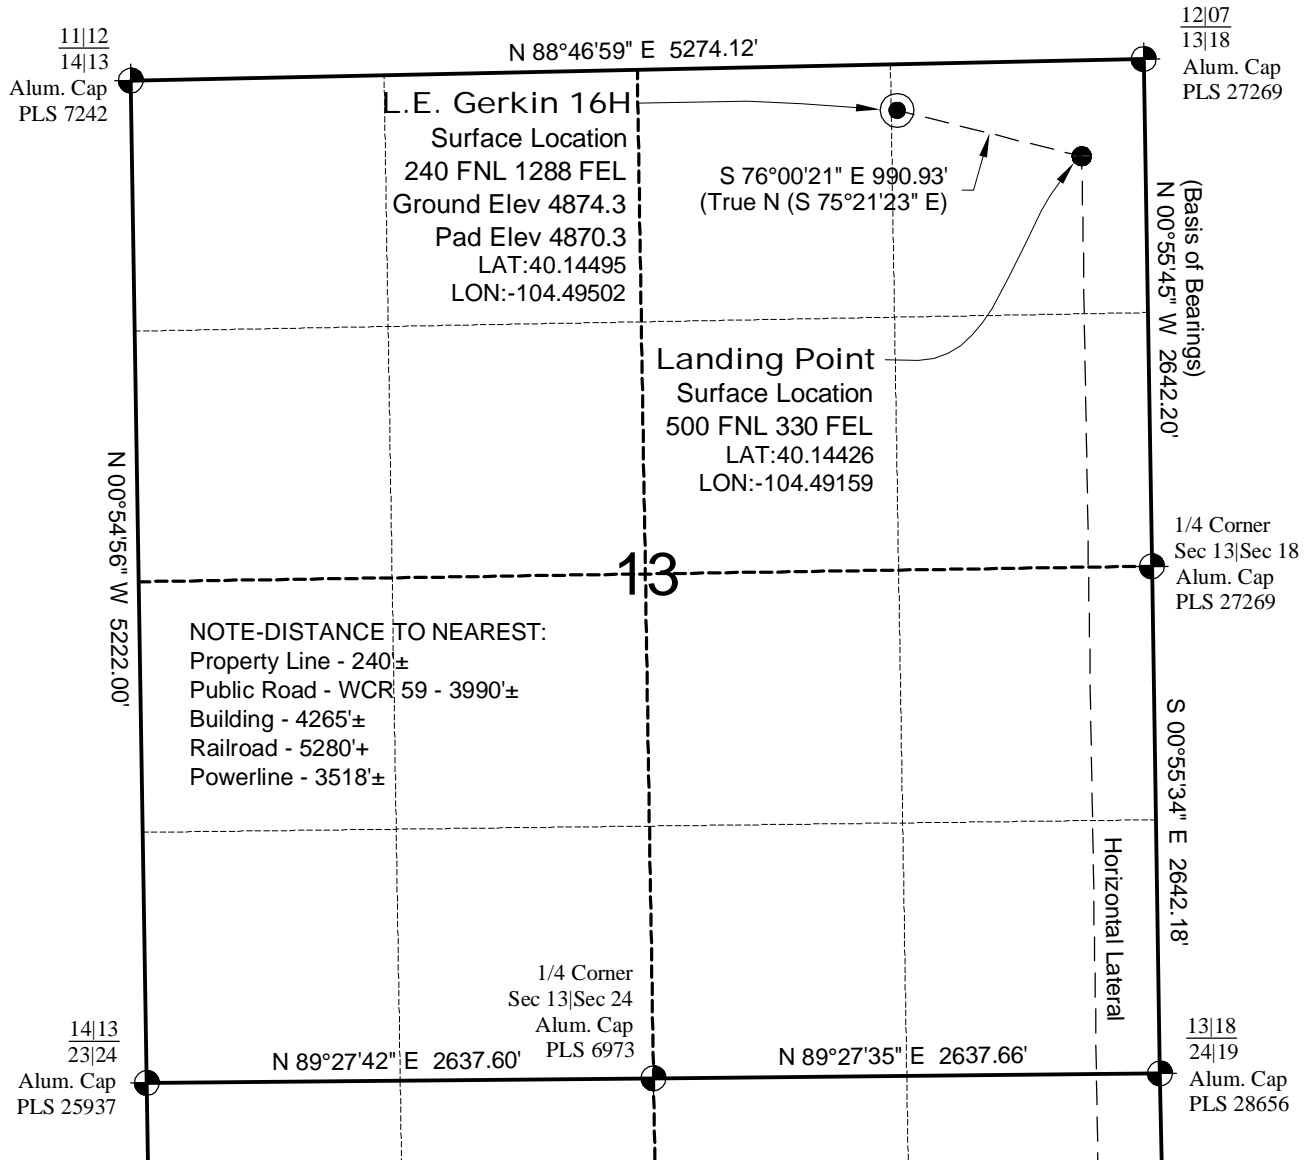 11|12
14|13
Alum. Cap
PLS 7242
N 88°46'59" E 5274.12'
12|07
13|18
Alum. Cap
PLS 27269
L.E. Gerkin 16H
Surface Location
240 FNL 1288 FEL
Ground Elev 4874.3
Pad Elev 4870.3
LAT:40.14495
LON:-104.49502
S 76°00'21" E 990.93'
(True N (S 75°21'23" E)
(Basis of Bearings)
N 00°55'45" W 2642.20'
Landing Point
Surface Location
500 FNL 330 FEL
LAT:40.14426
LON:-104.49159
N 00°54'56" W 5222.00'
13
1/4 Corner
Sec 13|Sec 18
Alum. Cap
PLS 27269
NOTE-DISTANCE TO NEAREST:
Property Line - 240'±
Public Road - WCR 59 - 3990'±
Building - 4265'±
Railroad - 5280'+
Powerline - 3518'±
S 00°55'34" E 2642.18'
Horizontal Lateral
1/4 Corner
Sec 13|Sec 24
Alum. Cap
PLS 6973
14|13
23|24
Alum. Cap
PLS 25937
N 89°27'42" E 2637.60'
N 89°27'35" E 2637.66'
13|18
24|19
Alum. Cap
PLS 28656